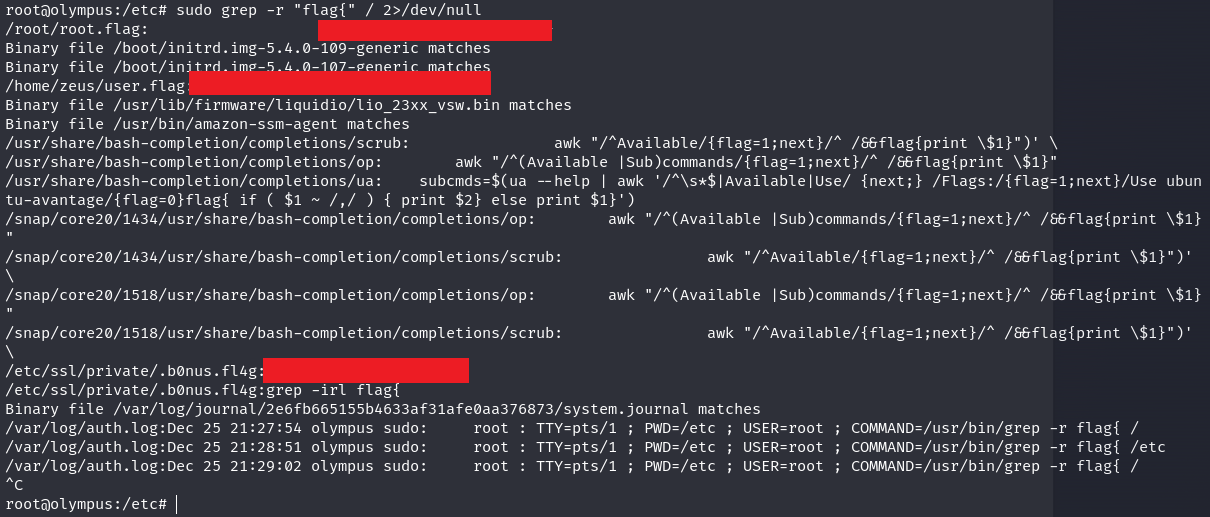 root@olympus:/etc# sudo grep -r "flag{" / 2>/dev/null
/root/root.flag:
Binary file /boot/initrd.img-5.4.0-109-generic matches
Binary file /boot/initrd.img-5.4.0-107-generic matches
/home/zeus/user.flag:
Binary file /usr/lib/firmware/liquidio/lio_23xx_vsw.bin matches
Binary file /usr/bin/amazon-ssm-agent matches
/usr/share/bash-completion/completions/scrub:                awk "/^Available/{flag=1;next}/^ /&&flag{print \$1}")' \
/usr/share/bash-completion/completions/op:        awk "/^(Available |Sub)commands/{flag=1;next}/^ /&&flag{print \$1}"
/usr/share/bash-completion/completions/ua:    subcmds=$(ua --help | awk '/^\s*$|Available|Use/ {next;} /Flags:/{flag=1;next}/Use ubun
tu-avantage/{flag=0}flag{ if ( $1 ~ /,/ ) { print $2} else print $1}')
/snap/core20/1434/usr/share/bash-completion/completions/op:        awk "/^(Available |Sub)commands/{flag=1;next}/^ /&&flag{print \$1}
"
/snap/core20/1434/usr/share/bash-completion/completions/scrub:                awk "/^Available/{flag=1;next}/^ /&&flag{print \$1}")'
\
/snap/core20/1518/usr/share/bash-completion/completions/op:        awk "/^(Available |Sub)commands/{flag=1;next}/^ /&&flag{print \$1}
"
/snap/core20/1518/usr/share/bash-completion/completions/scrub:                awk "/^Available/{flag=1;next}/^ /&&flag{print \$1}")'
\
/etc/ssl/private/.b0nus.fl4g:
/etc/ssl/private/.b0nus.fl4g:grep -irl flag{
Binary file /var/log/journal/2e6fb665155b4633af31afe0aa376873/system.journal matches
/var/log/auth.log:Dec 25 21:27:54 olympus sudo:     root : TTY=pts/1 ; PWD=/etc ; USER=root ; COMMAND=/usr/bin/grep -r flag{ /
/var/log/auth.log:Dec 25 21:28:51 olympus sudo:     root : TTY=pts/1 ; PWD=/etc ; USER=root ; COMMAND=/usr/bin/grep -r flag{ /etc
/var/log/auth.log:Dec 25 21:29:02 olympus sudo:     root : TTY=pts/1 ; PWD=/etc ; USER=root ; COMMAND=/usr/bin/grep -r flag{ /
^C
root@olympus:/etc#